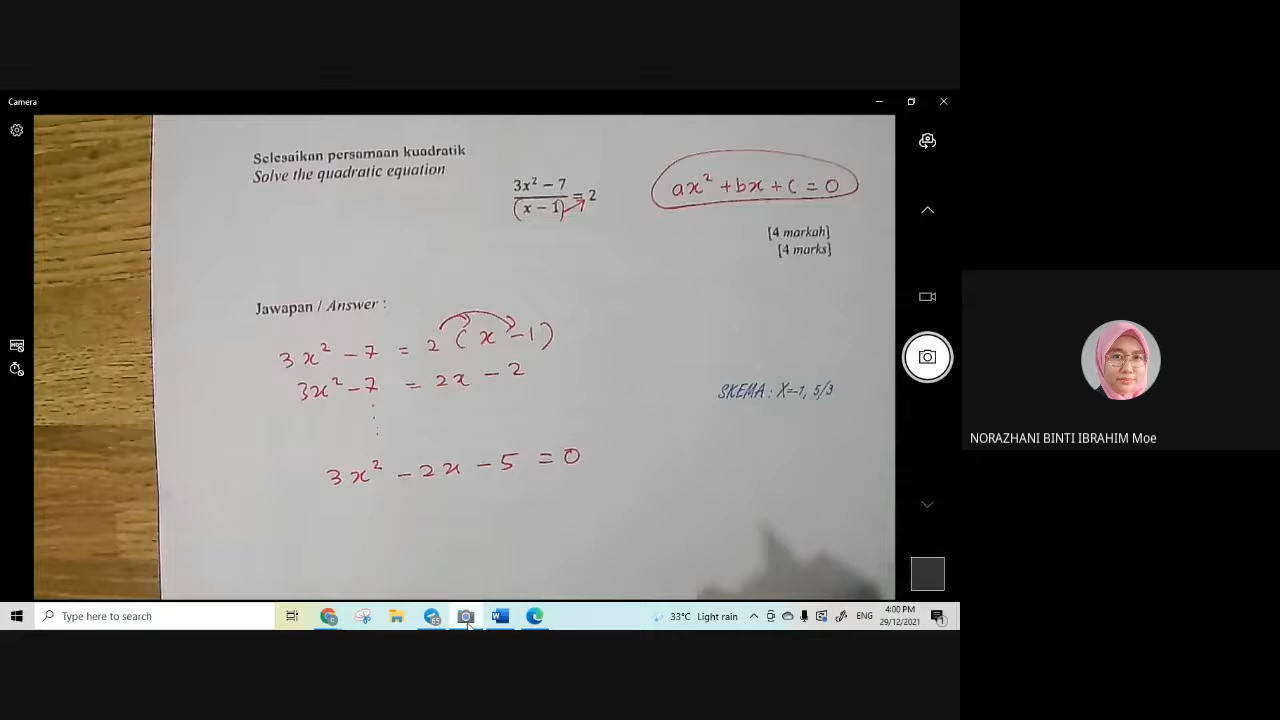 Camera
Selesaikan persamaan kuadratik
Solve the quadratic equation
3x² − 7
(x − 1) = 2
ax² + bx + c = 0
[4 markah]
[4 marks]
Jawapan / Answer :
3x² − 7 = 2 (x − 1)
3x² − 7 = 2x − 2
SKEMA : X=-1, 5/3
3x² − 2x − 5 = 0
NORAZHANI BINTI IBRAHIM Moe
Type here to search
33°C Light rain
ENG
4:00 PM
29/12/2021